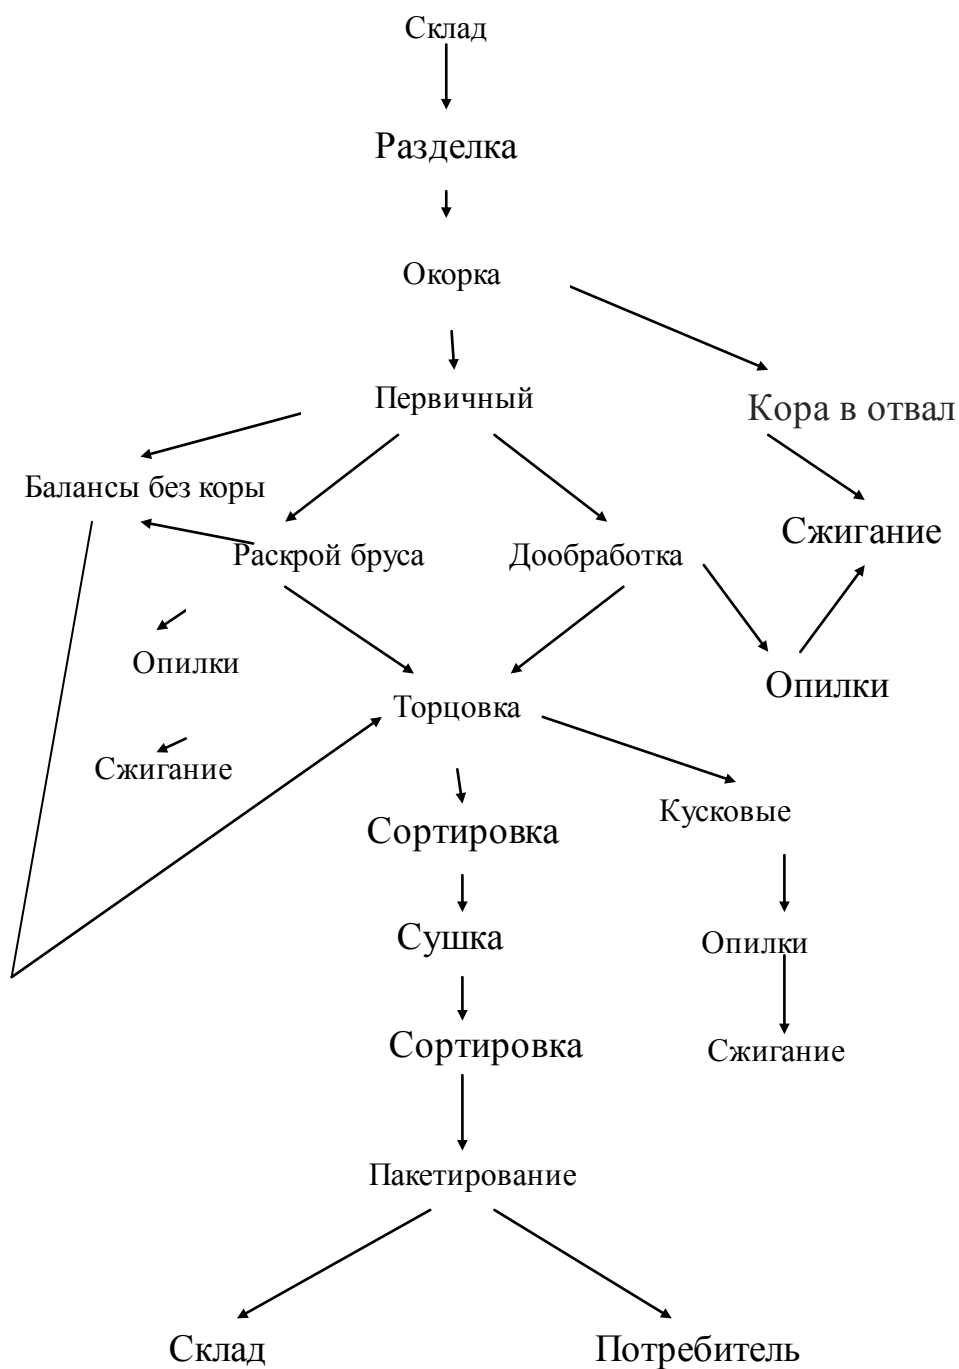 Склад
Разделка
Окорка
Первичный
Кора в отвал
Балансы без коры
Сжигание
Раскрой бруса
Дообработка
Опилки
Опилки
Торцовка
Сжигание
Кусковые
Сортировка
Сушка
Опилки
Сортировка
Сжигание
Пакетирование
Склад
Потребитель